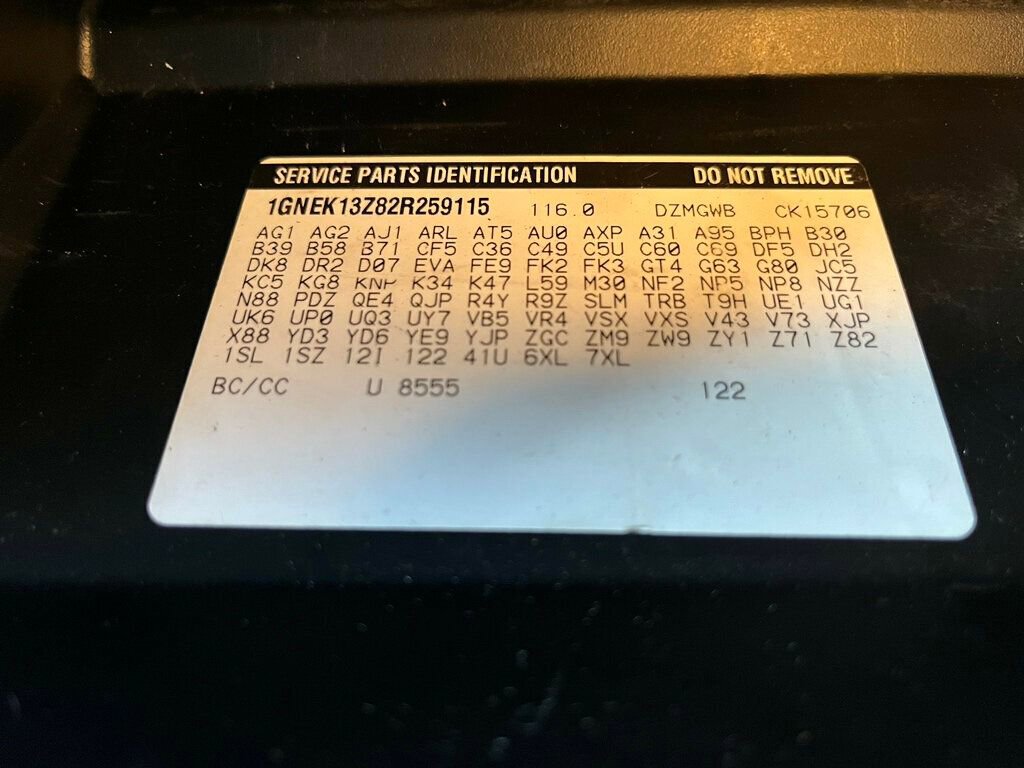 SERVICE PARTS IDENTIFICATION DO NOT REMOVE
1GNEK13Z82R259115 116.0 DZMGWB CK15706
AG1 AG2 AJ1 ARL AT5 AU0 AXP A31 A95 BPH B30
B39 B58 B71 CF5 C36 C49 C5U C60 C69 DF5 DH2
DK8 DR2 D07 EVA FE9 FK2 FK3 GT4 G63 G80 JC5
KC5 KG8 KNP K34 K47 L59 M30 NF2 NP5 NP8 NZZ
N88 PDZ QE4 QJP R4Y R9Z SLM TRB T9H UE1 UG1
UK6 UP0 UQ3 UY7 VB5 VR4 VSX VXS V43 V73 XJP
X88 YD3 YD6 YE9 YJP ZGC ZM9 ZW9 ZY1 Z71 Z82
1SL 1SZ 12I 122 41U 6XL 7XL
BC/CC U 8555 122